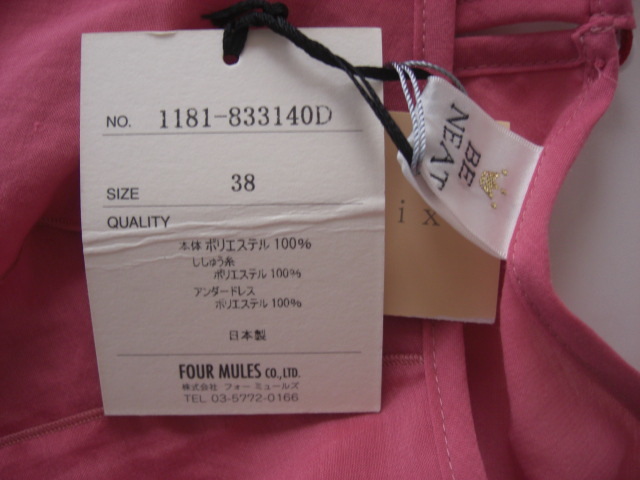 NO. 1181-833140D
SIZE 38
QUALITY
本体 ポリエステル 100%
ししゅう糸
ポリエステル 100%
アンダードレス
ポリエステル 100%
日本製
FOUR MULES CO.,LTD.
株式会社 フォー ミュールズ
TEL 03-5772-0166
BE
NEAT
ix